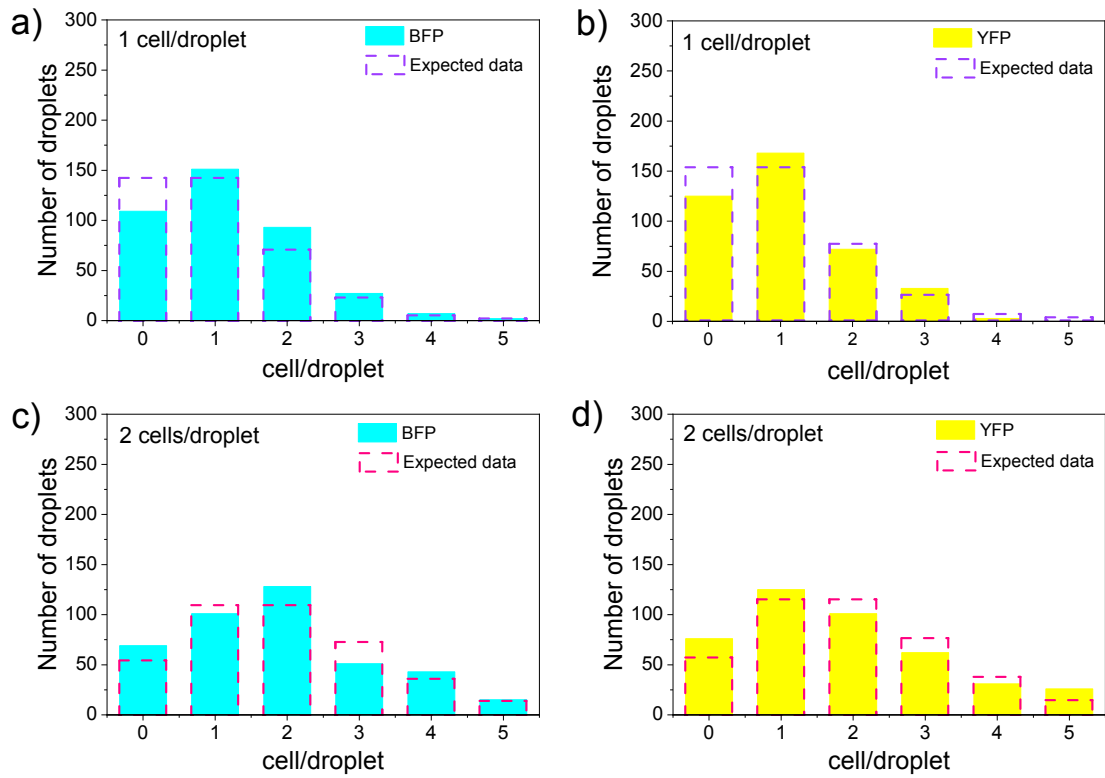 a)
1 cell/droplet
BFP
Expected data
Number of droplets
300
250
200
150
100
50
0
0 1 2 3 4 5
cell/droplet
b)
1 cell/droplet
YFP
Expected data
Number of droplets
300
250
200
150
100
50
0
0 1 2 3 4 5
cell/droplet
c)
2 cells/droplet
BFP
Expected data
Number of droplets
300
250
200
150
100
50
0
0 1 2 3 4 5
cell/droplet
d)
2 cells/droplet
YFP
Expected data
Number of droplets
300
250
200
150
100
50
0
0 1 2 3 4 5
cell/droplet